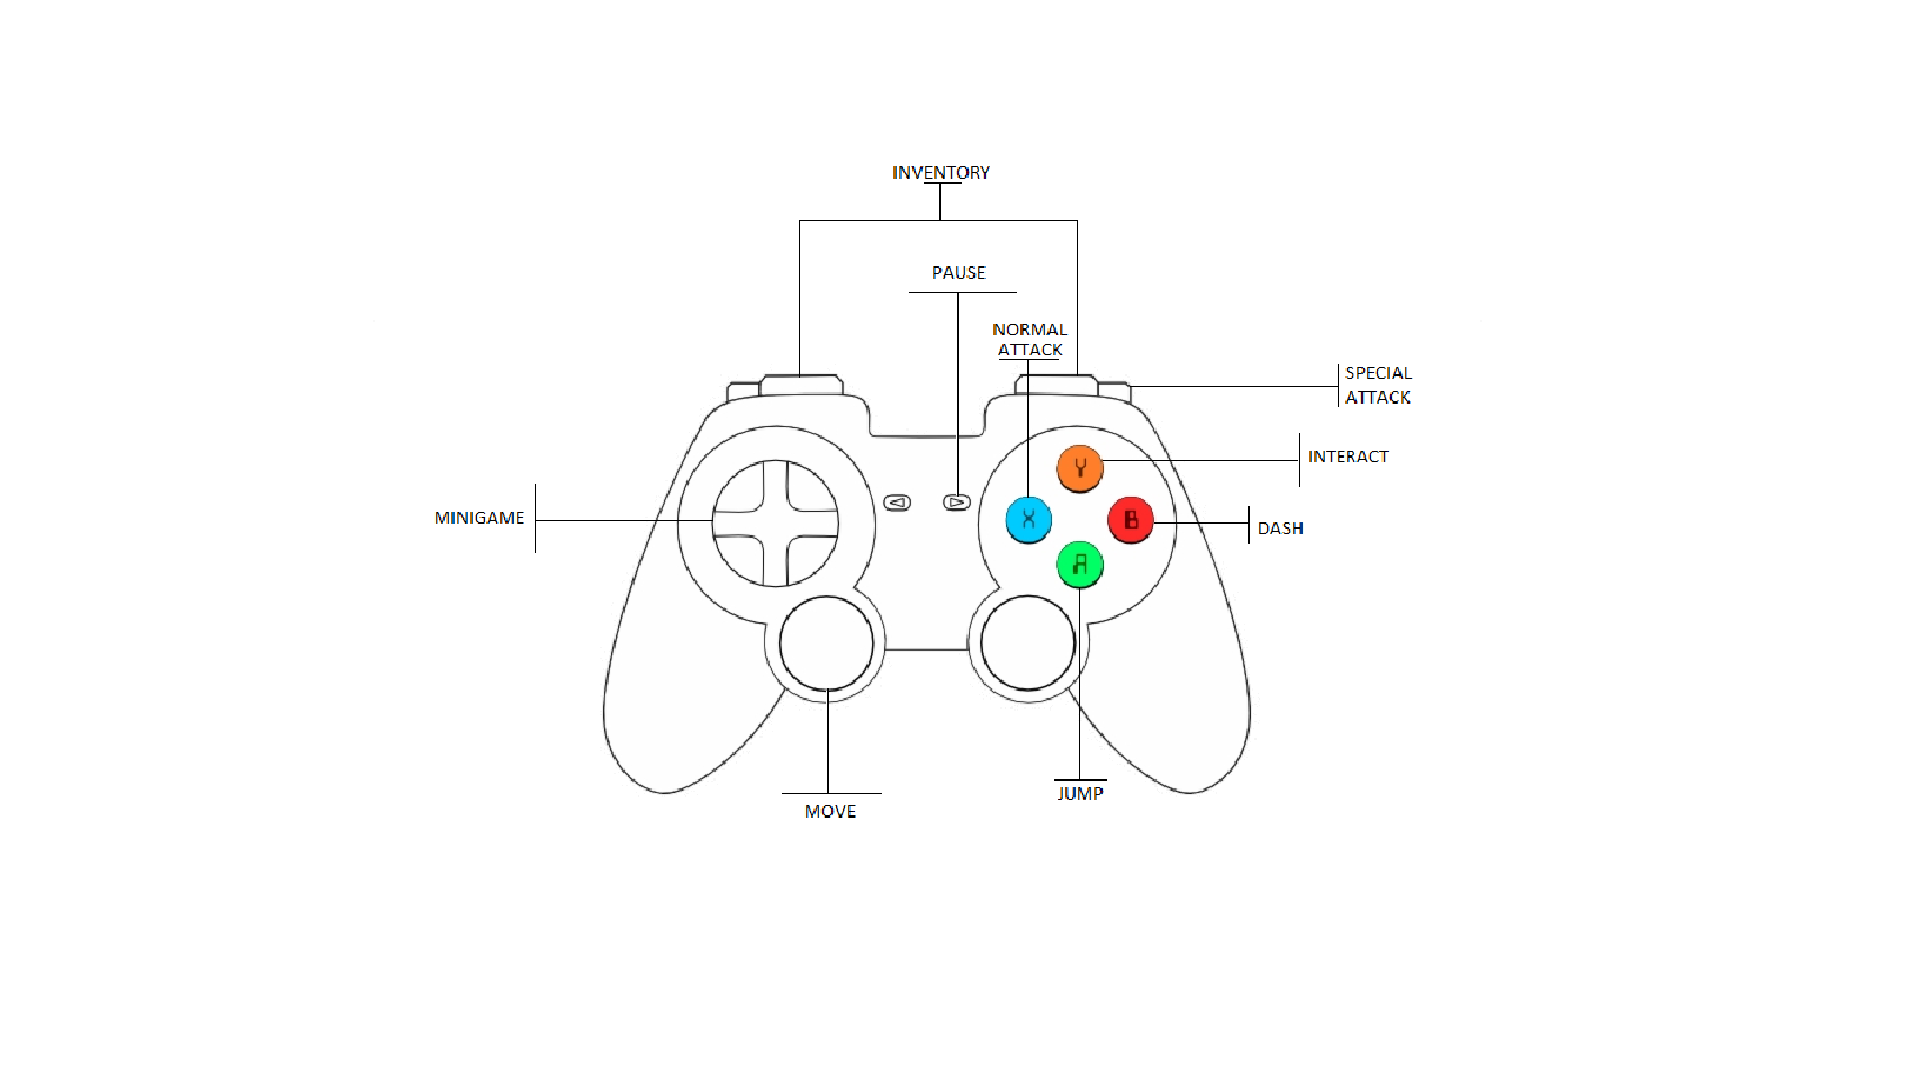 INVENTORY
PAUSE
NORMAL
ATTACK
SPECIAL
ATTACK
Y
INTERACT
MINIGAME
X
B
DASH
A
JUMP
MOVE